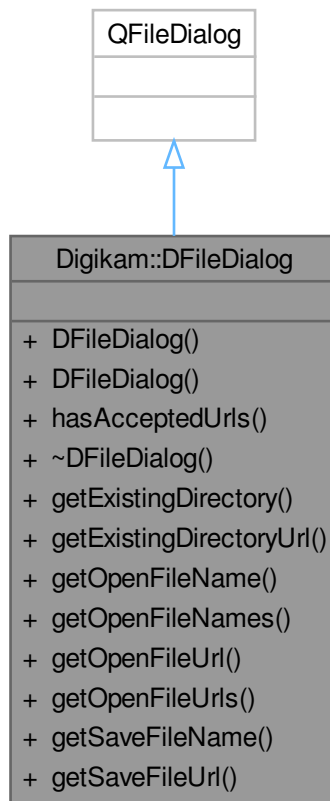 QFileDialog
Digikam::DFileDialog
+ DFileDialog()
+ DFileDialog()
+ hasAcceptedUrls()
+ ~DFileDialog()
+ getExistingDirectory()
+ getExistingDirectoryUrl()
+ getOpenFileName()
+ getOpenFileNames()
+ getOpenFileUrl()
+ getOpenFileUrls()
+ getSaveFileName()
+ getSaveFileUrl()